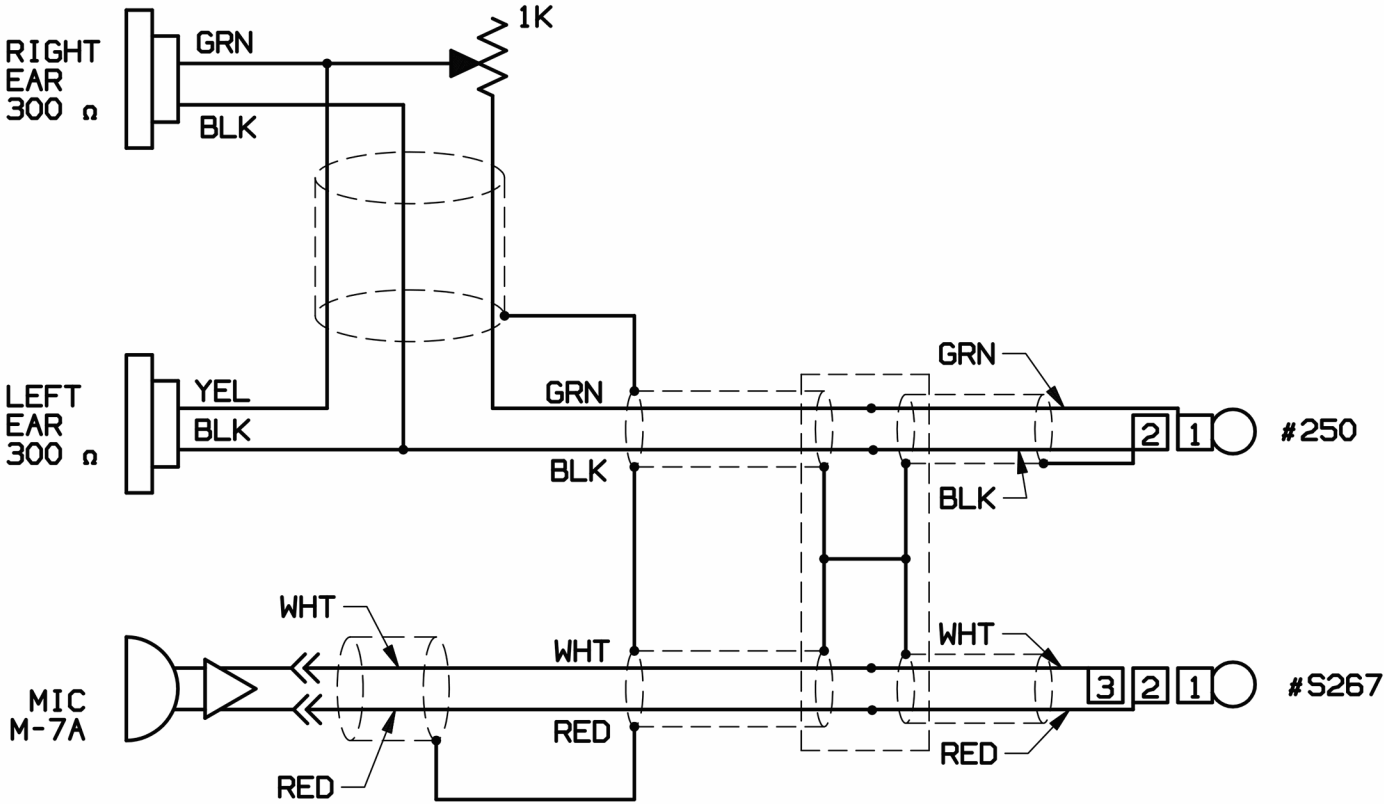 1K
RIGHT
EAR
300 Ω
GRN
BLK
LEFT
EAR
300 Ω
YEL
BLK
GRN
BLK
GRN
BLK
2
1
#250
MIC
M-7A
WHT
RED
WHT
RED
WHT
RED
3
2
1
#S267